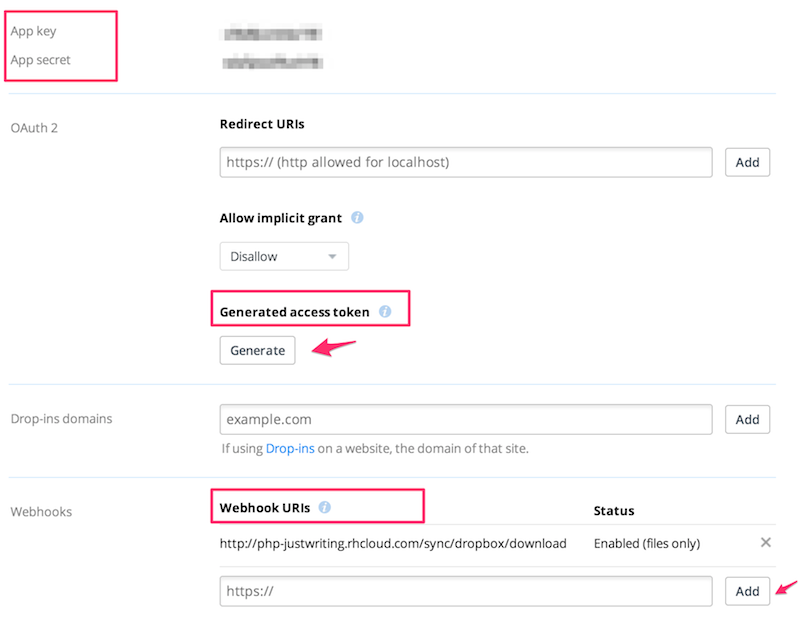 App key
App secret
OAuth 2
Redirect URIs
https:// (http allowed for localhost)
Add
Allow implicit grant i
Disallow
Generated access token i
Generate
Drop-ins domains
example.com
Add
If using Drop-ins on a website, the domain of that site.
Webhooks
Webhook URIs i
Status
http://php-justwriting.rhcloud.com/sync/dropbox/download
Enabled (files only)
https://
Add